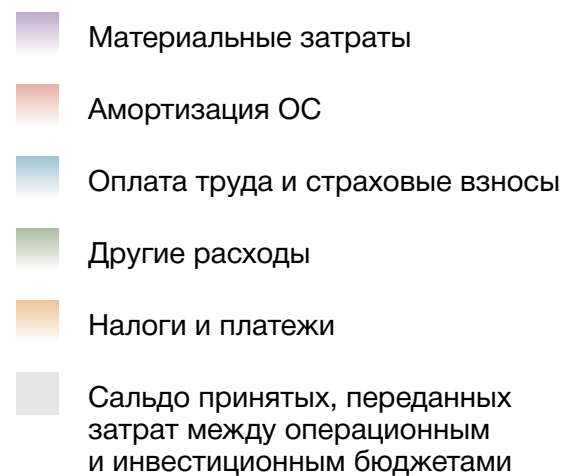 Материальные затраты
Амортизация ОС
Оплата труда и страховые взносы
Другие расходы
Налоги и платежи
Сальдо принятых, переданных
затрат между операционным
и инвестиционным бюджетами